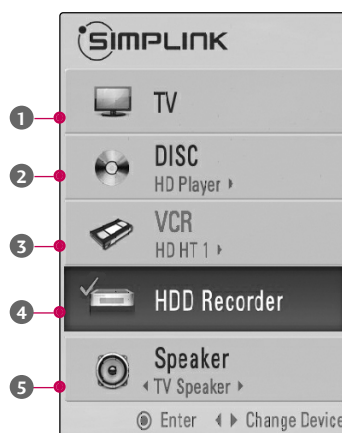 SIMPLINK
1 TV
2 DISC
HD Player ▸
3 VCR
HD HT 1 ▸
4 HDD Recorder
5 Speaker
◂ TV Speaker ▸
◉ Enter ◂ ▸ Change Device